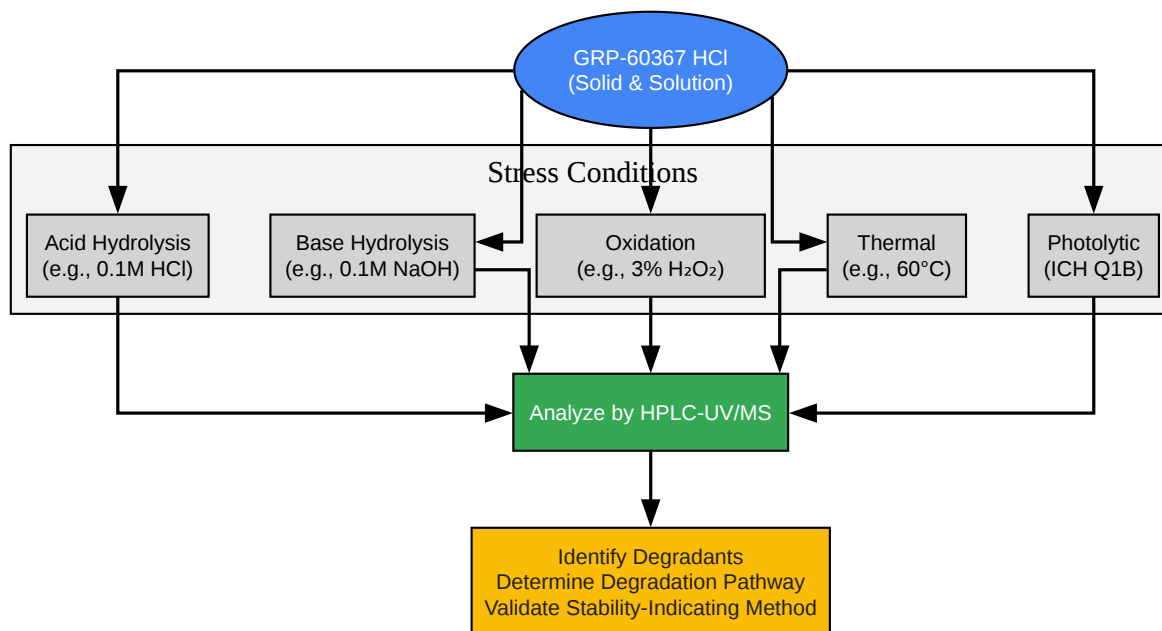 GRP-60367 HCl
(Solid & Solution)
Stress Conditions
Acid Hydrolysis
(e.g., 0.1M HCl)
Base Hydrolysis
(e.g., 0.1M NaOH)
Oxidation
(e.g., 3% H₂O₂)
Thermal
(e.g., 60°C)
Photolytic
(ICH Q1B)
Analyze by HPLC-UV/MS
Identify Degradants
Determine Degradation Pathway
Validate Stability-Indicating Method